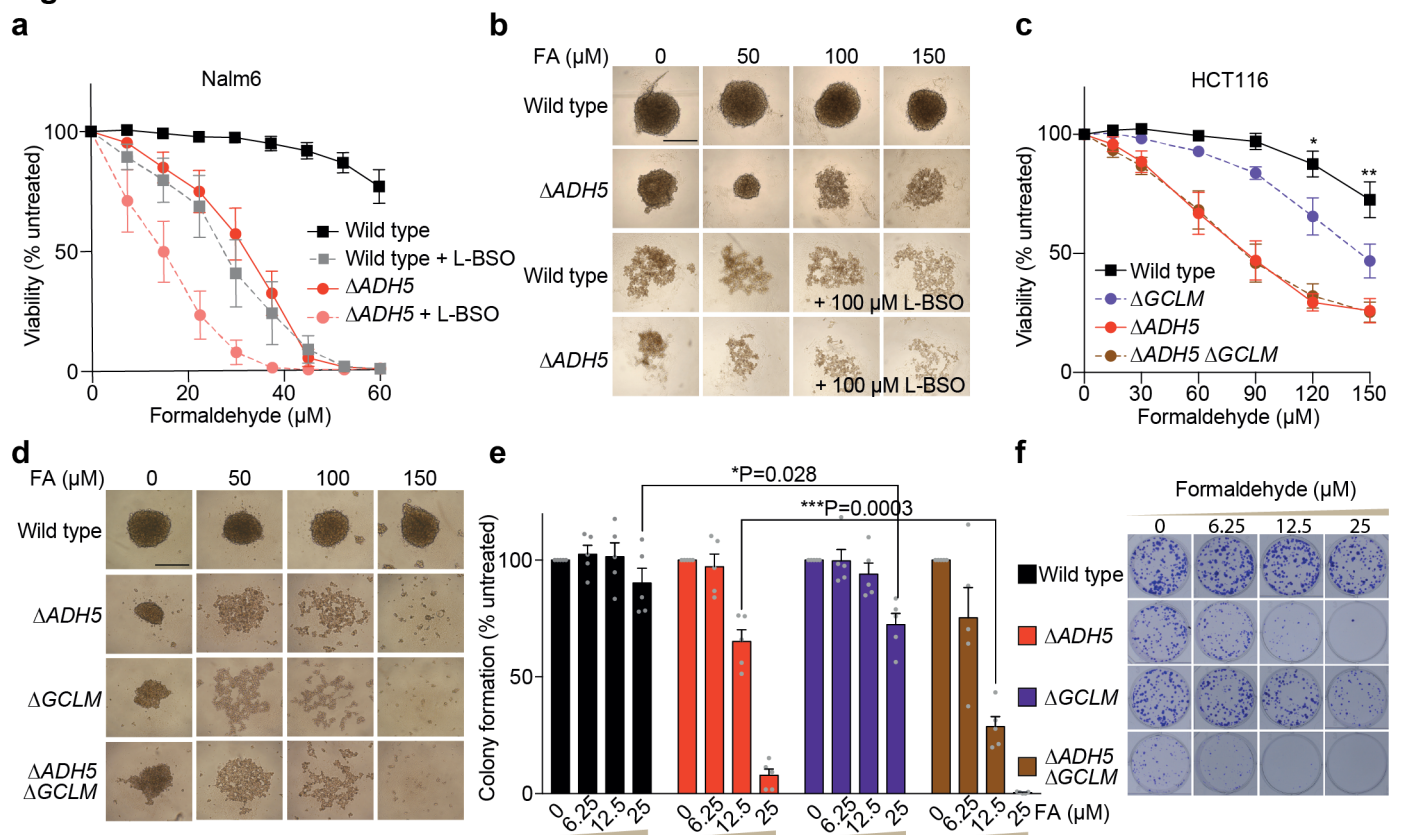 a
Nalm6
Viability (% untreated)
100
50
0
0 20 40 60
Formaldehyde (µM)
Wild type
Wild type + L-BSO
ΔADH5
ΔADH5 + L-BSO
b
FA (µM) 0 50 100 150
Wild type
ΔADH5
Wild type
+ 100 µM L-BSO
ΔADH5
+ 100 µM L-BSO
c
HCT116
Viability (% untreated)
100
50
0
*
**
Wild type
ΔGCLM
ΔADH5
ΔADH5 ΔGCLM
0 30 60 90 120 150
Formaldehyde (µM)
d
FA (µM) 0 50 100 150
Wild type
ΔADH5
ΔGCLM
ΔADH5
ΔGCLM
e
*P=0.028
***P=0.0003
Colony formation (% untreated)
100
50
0
0 6.25 12.5 25 0 6.25 12.5 25 0 6.25 12.5 25 0 6.25 12.5 25 FA (µM)
f
Formaldehyde (µM)
0 6.25 12.5 25
Wild type
ΔADH5
ΔGCLM
ΔADH5
ΔGCLM